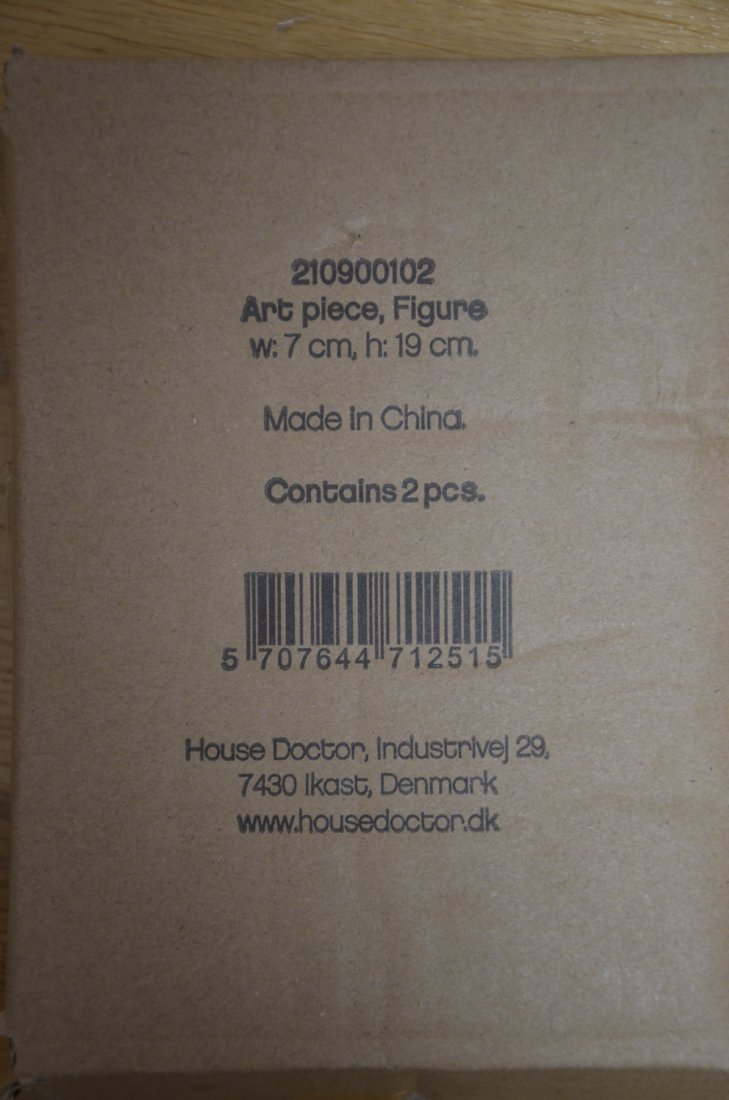 210900102
Art piece, Figure
w: 7 cm, h: 19 cm.
Made in China.
Contains 2 pcs.
5 707644 712515
House Doctor, Industrivej 29,
7430 Ikast, Denmark
www.housedoctor.dk